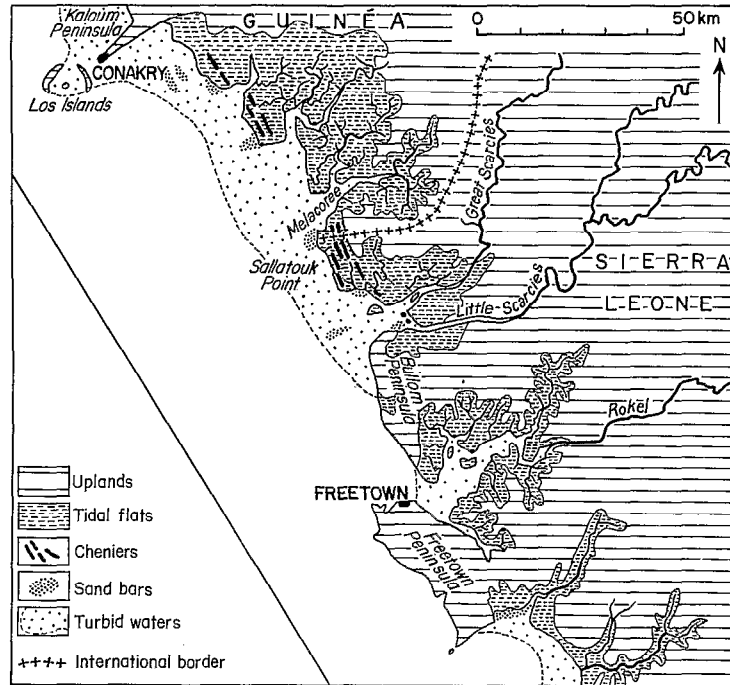 G-U-I-N-É-A
Kaloum
Peninsula
CONAKRY
Los Islands
0 50 km
N
Great Scarcies
Melacoree
Sallatouk
Point
Little-Scarcies
S-I-E-R-R-A
L-E-O-N-E
Bullom
Peninsula
Rokel
FREETOWN
Freetown
Peninsula
Uplands
Tidal flats
Cheniers
Sand bars
Turbid waters
International border